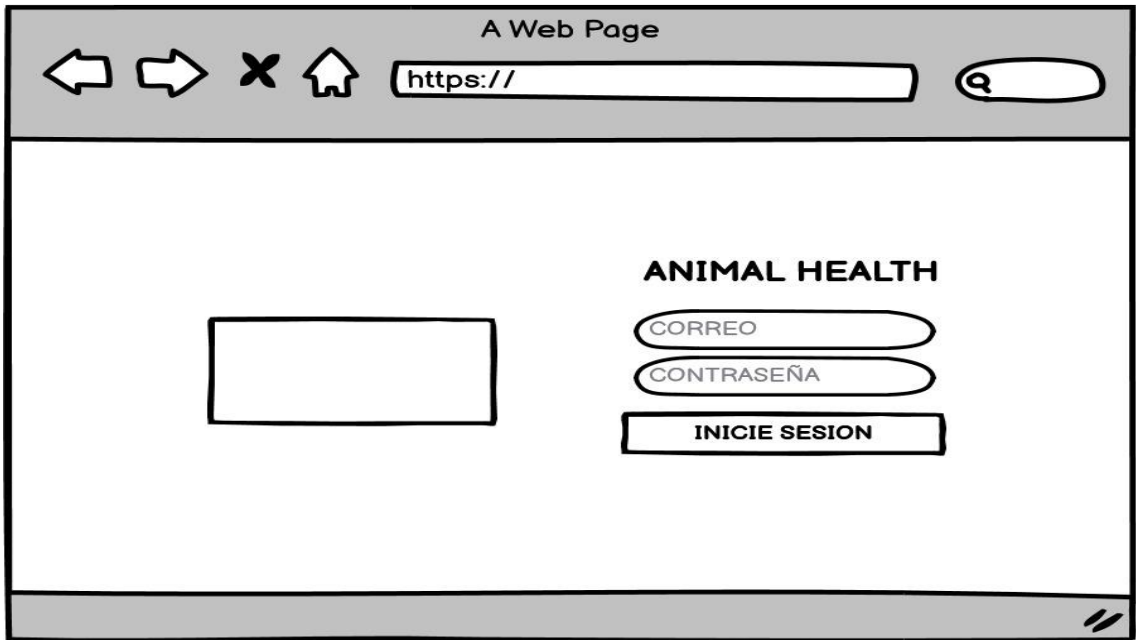 A Web Page
https://
ANIMAL HEALTH
CORREO
CONTRASEÑA
INICIE SESION